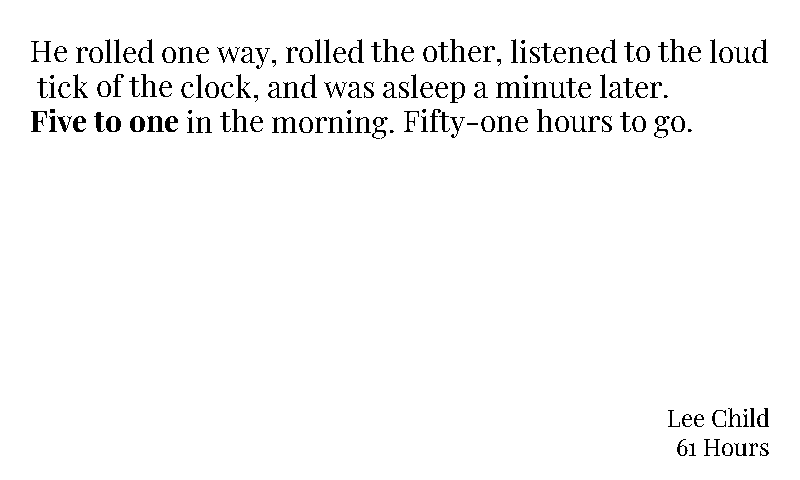 He rolled one way, rolled the other, listened to the loud
tick of the clock, and was asleep a minute later.
Five to one in the morning. Fifty-one hours to go.
Lee Child
61 Hours